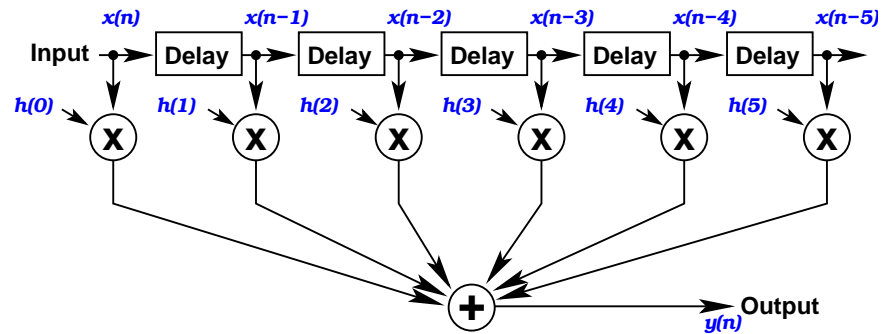 x(n) x(n-1) x(n-2) x(n-3) x(n-4) x(n-5)
Input Delay Delay Delay Delay Delay
h(0) h(1) h(2) h(3) h(4) h(5)
X X X X X X
+ Output
y(n)